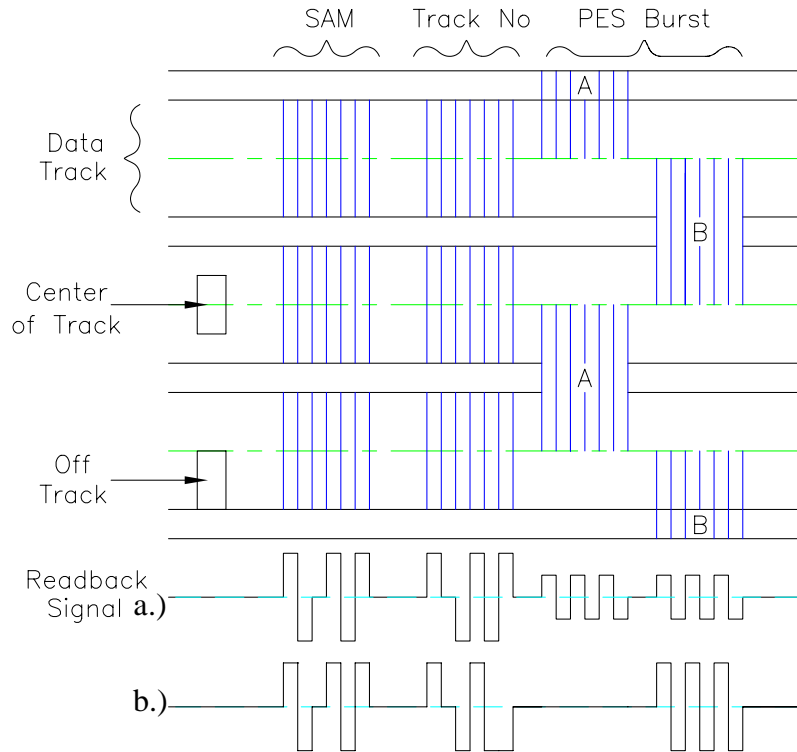 SAM Track No PES Burst
A
Data
Track
B
Center
of Track
A
Off
Track
B
Readback
Signal a.)
b.)